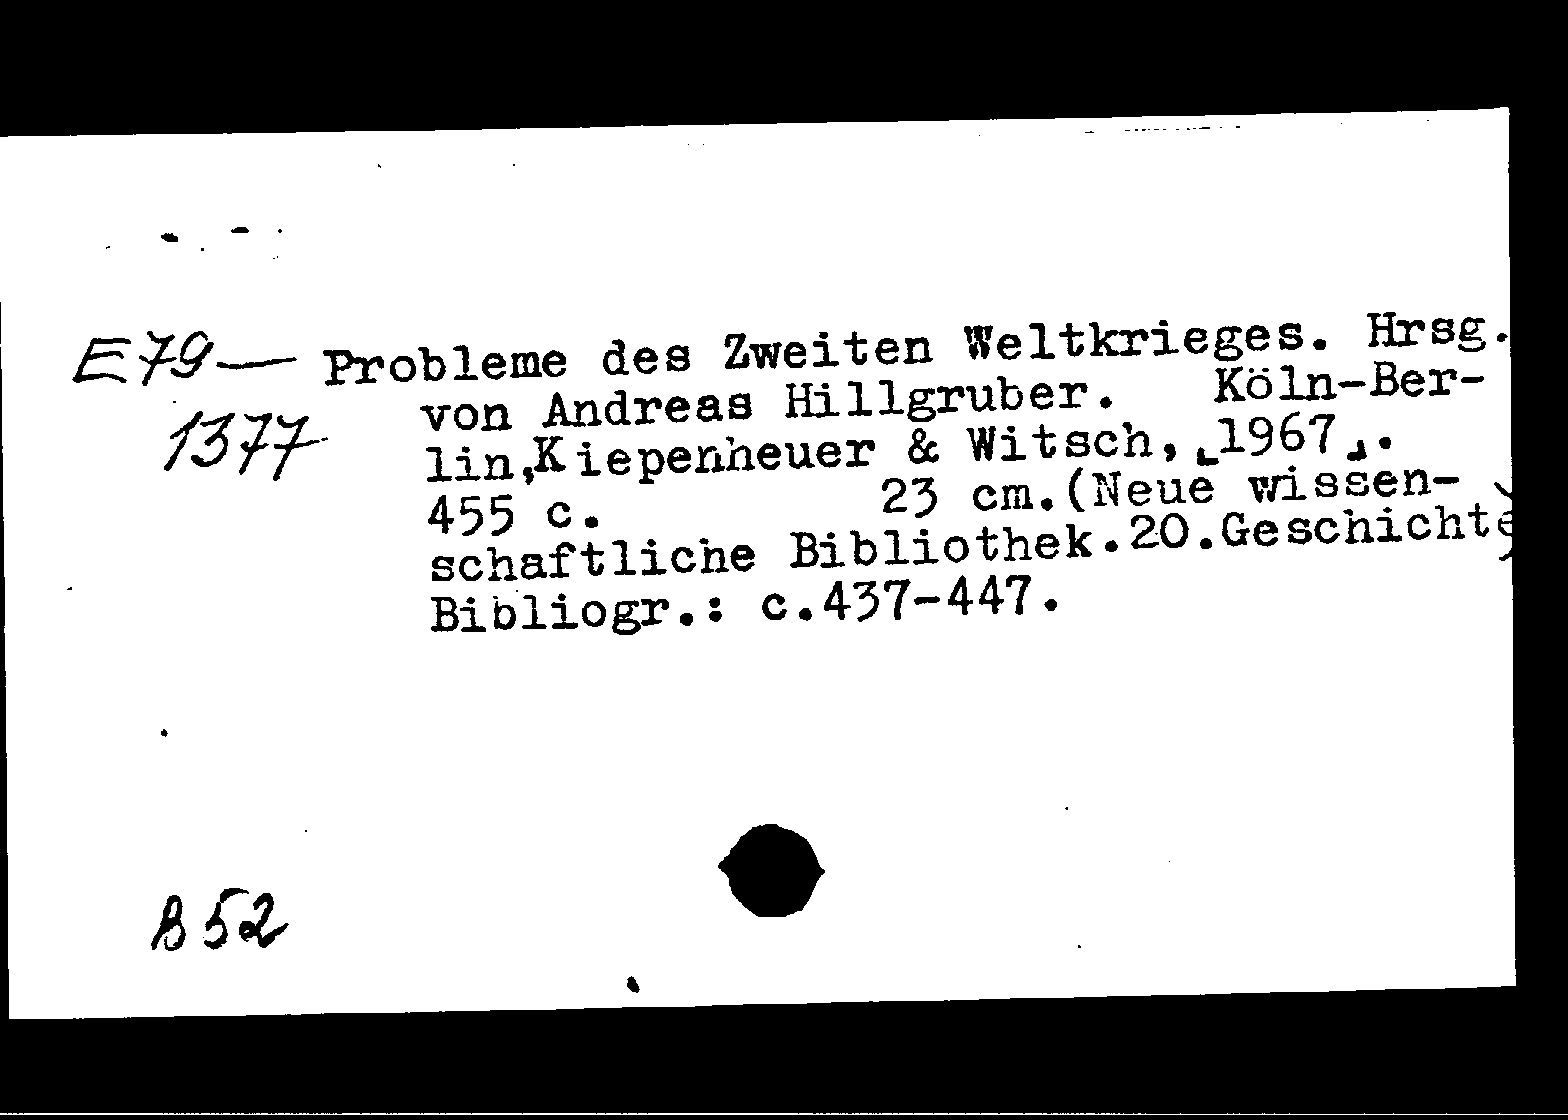 E79— Probleme des Zweiten Weltkrieges. Hrsg.
1377 von Andreas Hillgruber. Köln-Ber-
lin,Kiepenheuer & Witsch,[1967].
455 c. 23 cm.(Neue wissen-
schaftliche Bibliothek.20.Geschichte)
Bibliogr.: c.437-447.
B 52